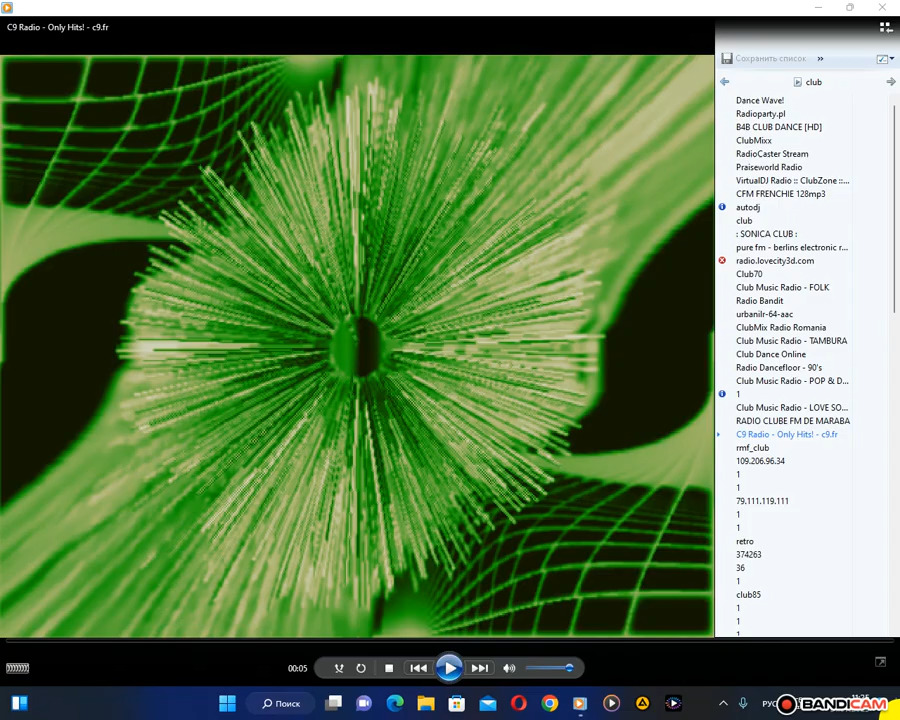 C9 Radio - Only Hits! - c9.fr
Сохранить список »
club
Dance Wave!
Radioparty.pl
B4B CLUB DANCE [HD]
ClubMixx
RadioCaster Stream
Praiseworld Radio
VirtualDJ Radio :: ClubZone ::...
CFM FRENCHIE 128mp3
autodj
club
: SONICA CLUB :
pure fm - berlins electronic r...
radio.lovecity3d.com
Club70
Club Music Radio - FOLK
Radio Bandit
urbanilr-64-aac
ClubMix Radio Romania
Club Music Radio - TAMBURA
Club Dance Online
Radio Dancefloor - 90's
Club Music Radio - POP & D...
1
Club Music Radio - LOVE SO...
RADIO CLUBE FM DE MARABA
C9 Radio - Only Hits! - c9.fr
rmf_club
109.206.96.34
1
1
79.111.119.111
1
1
retro
374263
36
1
club85
1
1
1
00:05
Поиск
РУС
BANDICAM